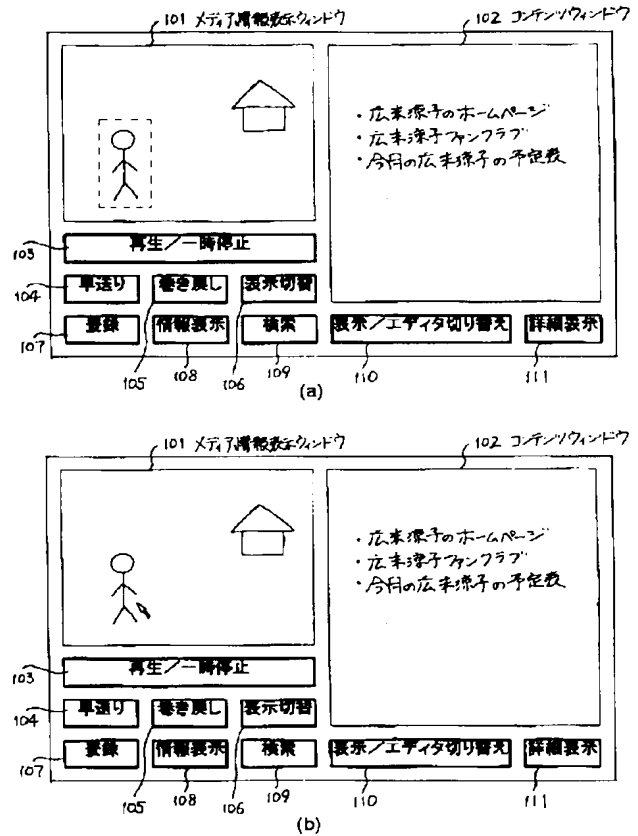 101 メディア情報表示ウィンドウ
102 コンテンツウィンドウ
・広末涼子のホームページ
・広末涼子ファンクラブ
・今月の広末涼子の予定表
103
再生／一時停止
104
早送り
巻き戻し
表示切替
107
登録
情報表示
検索
表示／エディタ切り替え
詳細表示
105
108
106
109
110
111
(a)
101 メディア情報表示ウィンドウ
102 コンテンツウィンドウ
・広末涼子のホームページ
・広末涼子ファンクラブ
・今月の広末涼子の予定表
103
再生／一時停止
104
早送り
巻き戻し
表示切替
107
登録
情報表示
検索
表示／エディタ切り替え
詳細表示
105
108
106
109
110
111
(b)